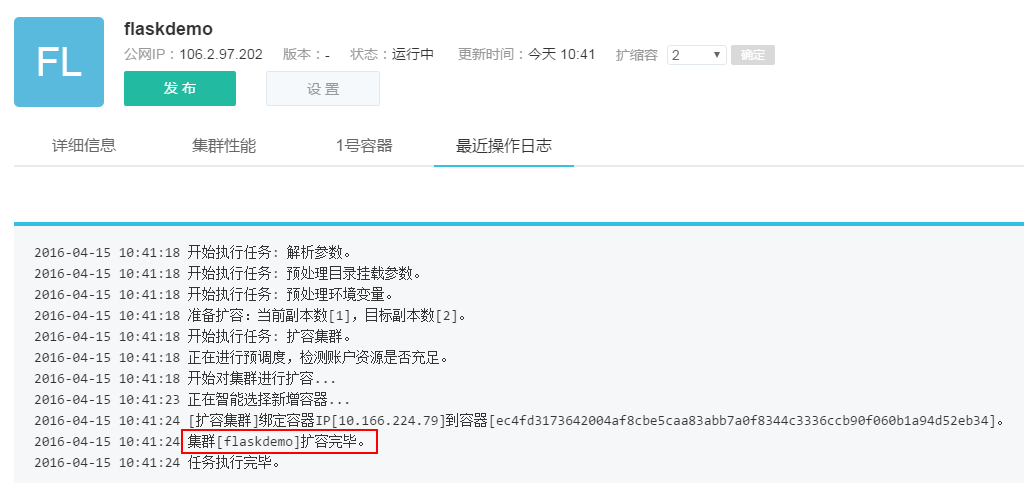 FL
flaskdemo
公网IP：106.2.97.202 版本：- 状态：运行中 更新时间：今天 10:41 扩缩容 2 确定
发 布 设 置
详细信息 集群性能 1号容器 最近操作日志
2016-04-15 10:41:18 开始执行任务: 解析参数。
2016-04-15 10:41:18 开始执行任务: 预处理目录挂载参数。
2016-04-15 10:41:18 开始执行任务: 预处理环境变量。
2016-04-15 10:41:18 准备扩容: 当前副本数[1], 目标副本数[2]。
2016-04-15 10:41:18 开始执行任务: 扩容集群。
2016-04-15 10:41:18 正在进行预调度, 检测账户资源是否充足。
2016-04-15 10:41:18 开始对集群进行扩容...
2016-04-15 10:41:23 正在智能选择新增容器...
2016-04-15 10:41:24 [扩容集群]绑定容器IP[10.166.224.79]到容器[ec4fd3173642004af8cbe5caa83abb7a0f8344c3336ccb90f060b1a94d52eb34]。
2016-04-15 10:41:24 集群[flaskdemo]扩容完毕。
2016-04-15 10:41:24 任务执行完毕。